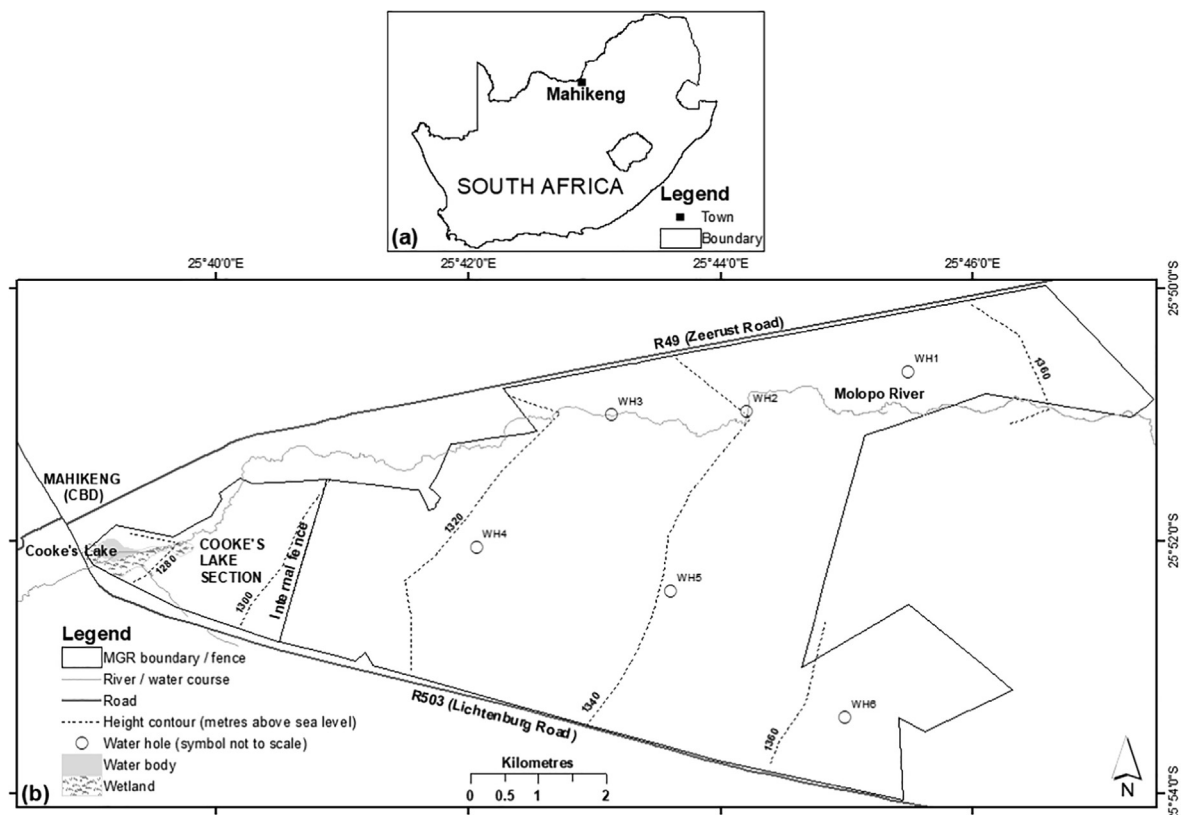 Mahikeng
SOUTH AFRICA
Legend
Town
Boundary
(a)
25°40'0"E
25°42'0"E
25°44'0"E
25°46'0"E
25°50'0"S
R49 (Zeerust Road)
WH1
1360
Molopo River
WH3
WH2
MAHIKENG
(CBD)
1320
WH4
25°52'0"S
Cooke's Lake
COOKE'S
LAKE
SECTION
1280
1300
Internal fence
WH5
Legend
MGR boundary / fence
River / water course
Road
Height contour (metres above sea level)
Water hole (symbol not to scale)
Water body
Wetland
(b)
R503 (Lichtenburg Road)
1340
1360
WH6
Kilometres
0 0.5 1 2
N
25°54'0"S